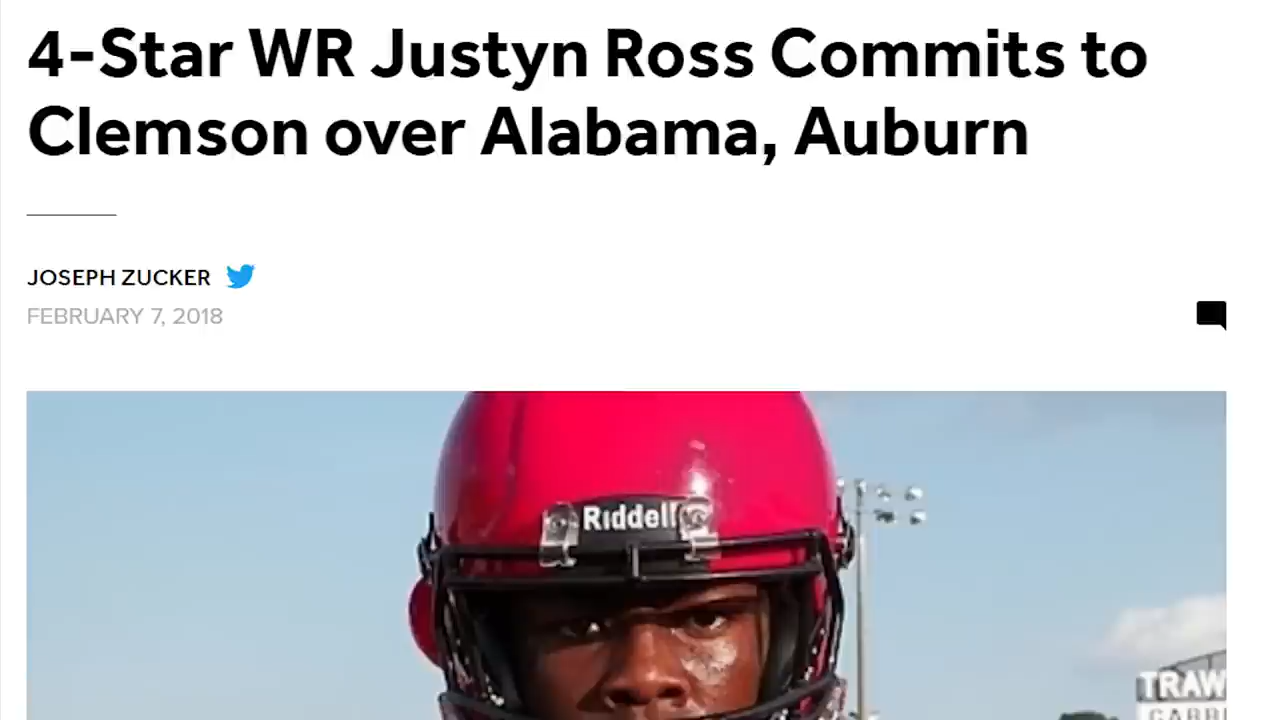 4-Star WR Justyn Ross Commits to
Clemson over Alabama, Auburn
JOSEPH ZUCKER
FEBRUARY 7, 2018
Riddell
TRAW